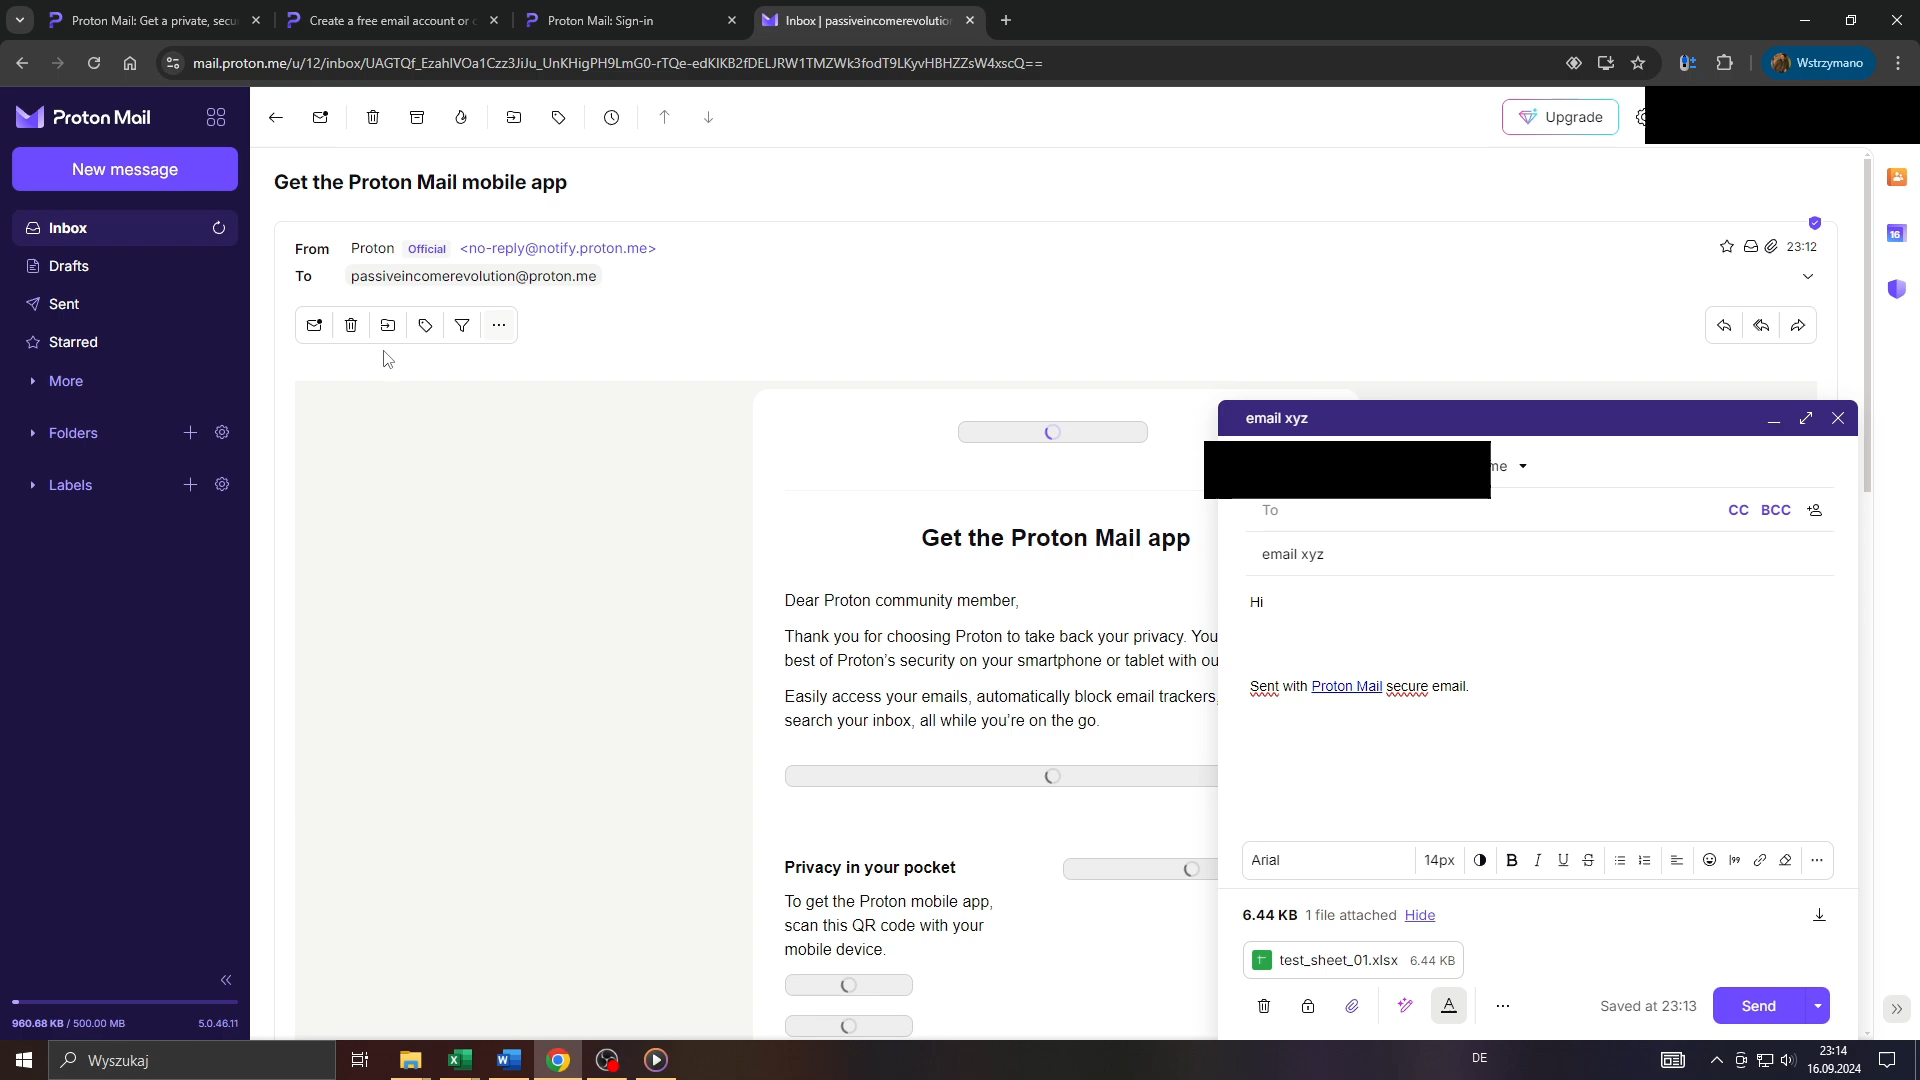 Proton Mail: Get a private, secu
Create a free email account or
Proton Mail: Sign-in
Inbox | passiveincomerevolution
mail.proton.me/u/12/inbox/UAGTQf_EzahIVOa1Czz3JiJu_UnKHigPH9LmG0-rTQe-edKIKB2fDELJRW1TMZWk3fodT9LKyvHBHZZsW4xscQ==
Wstrzymano
Proton Mail
Upgrade
New message
Get the Proton Mail mobile app
Inbox
From Proton Official <no-reply@notify.proton.me>
23:12
Drafts
To passiveincomerevolution@proton.me
Sent
Starred
More
Folders
Labels
Get the Proton Mail app
Dear Proton community member,
Thank you for choosing Proton to take back your privacy. You
best of Proton's security on your smartphone or tablet with ou
Easily access your emails, automatically block email trackers,
search your inbox, all while you're on the go.
Privacy in your pocket
To get the Proton mobile app,
scan this QR code with your
mobile device.
email xyz
me
To
CC BCC
email xyz
Hi
Sent with Proton Mail secure email.
Arial 14px
6.44 KB 1 file attached Hide
test_sheet_01.xlsx 6.44 KB
Saved at 23:13
Send
960.68 KB / 500.00 MB
5.0.46.11
16
Wyszukaj
DE
23:14
16.09.2024